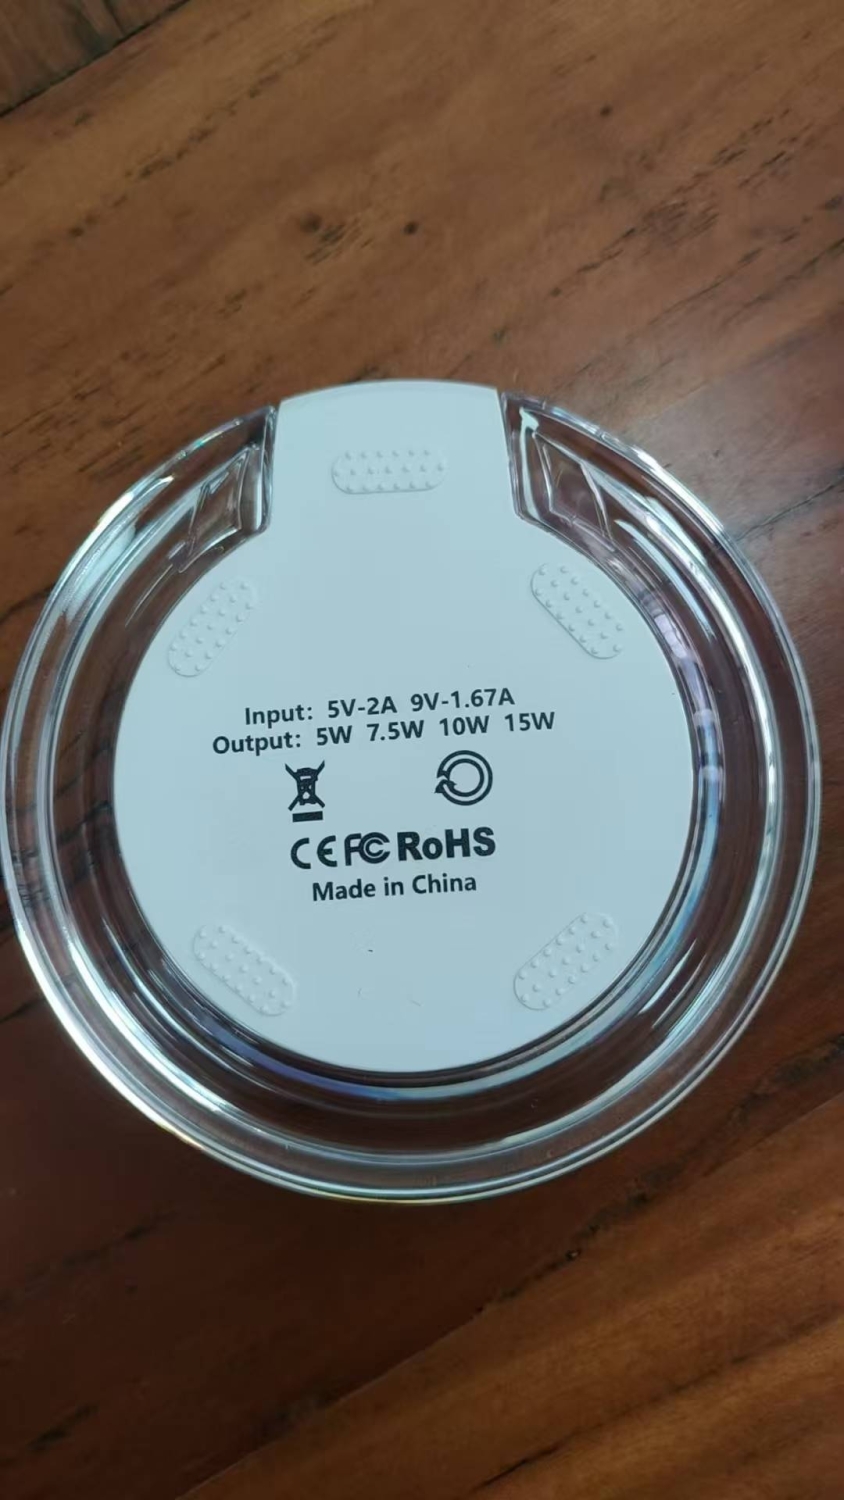 Input: 5V-2A 9V-1.67A
Output: 5W 7.5W 10W 15W
CE FC RoHS
Made in China